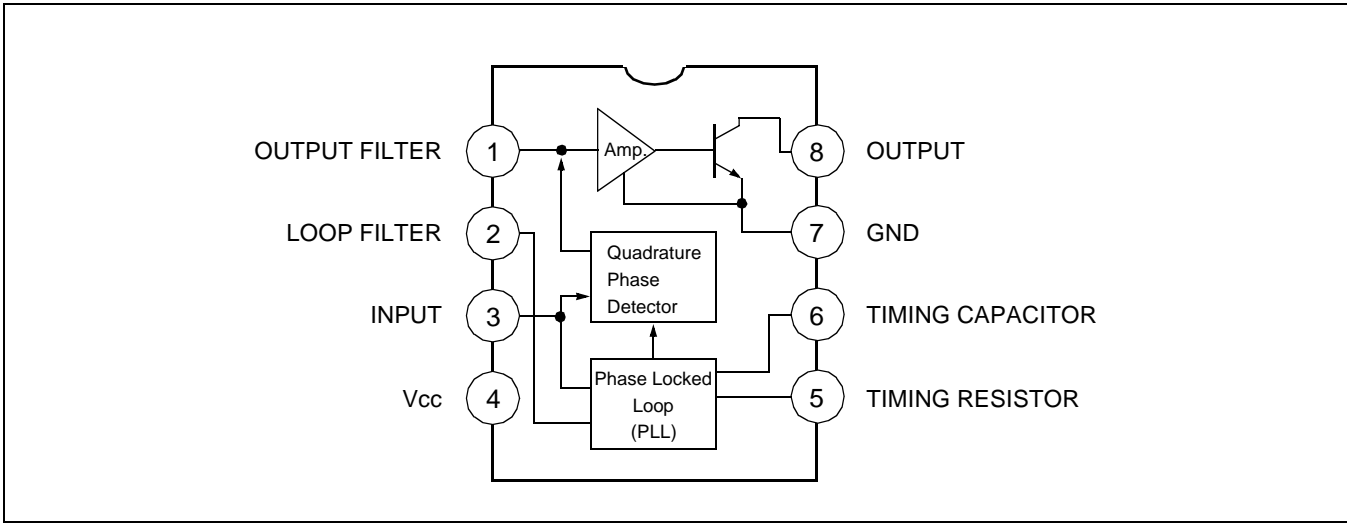 OUTPUT FILTER 1 Amp. 8 OUTPUT
LOOP FILTER 2 7 GND
Quadrature
Phase
Detector
INPUT 3 6 TIMING CAPACITOR
Vcc 4 5 TIMING RESISTOR
Phase Locked
Loop
(PLL)